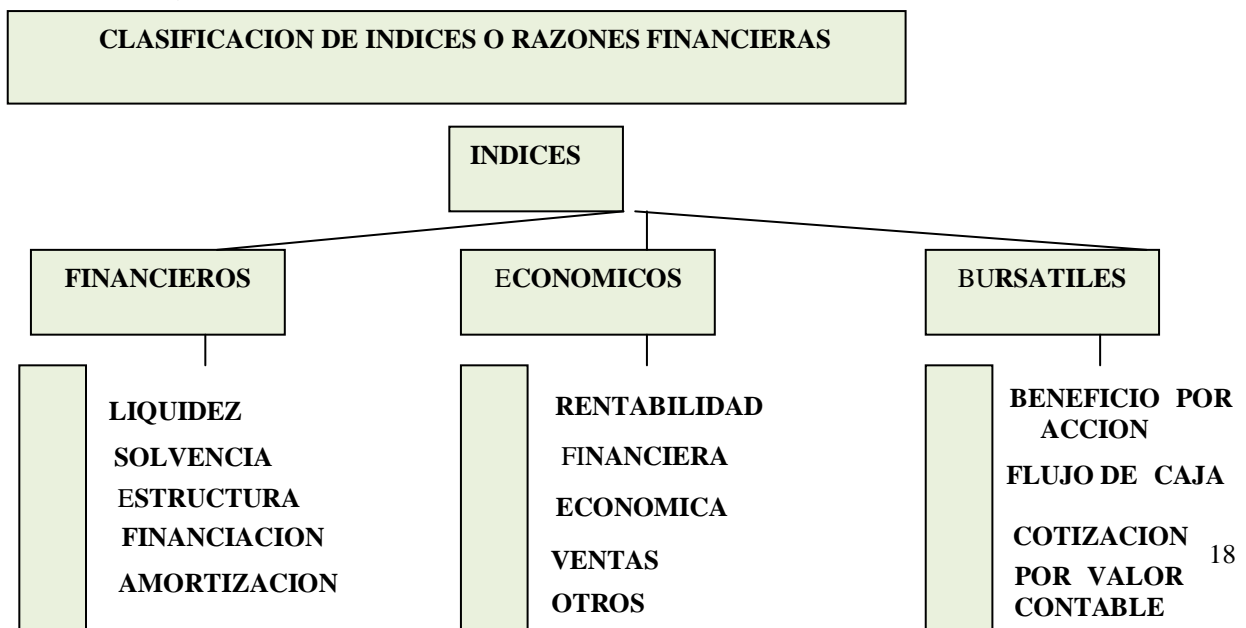 CLASIFICACION DE INDICES O RAZONES FINANCIERAS
INDICES
FINANCIEROS
ECONOMICOS
BURSATILES
LIQUIDEZ
SOLVENCIA
ESTRUCTURA
FINANCIACION
AMORTIZACION
RENTABILIDAD
FINANCIERA
ECONOMICA
VENTAS
OTROS
BENEFICIO POR
ACCION
FLUJO DE CAJA
COTIZACION
POR VALOR
CONTABLE
18